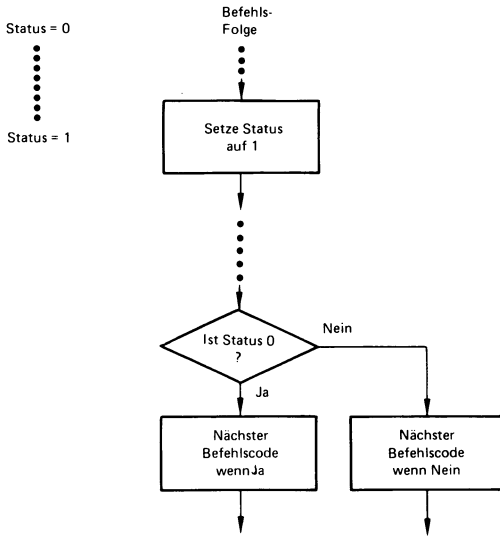 Befehls-
Folge
Status = 0
Status = 1
Setze Status
auf 1
Ist Status 0
?
Nein
Ja
Nächster
Befehlscode
wenn Ja
Nächster
Befehlscode
wenn Nein